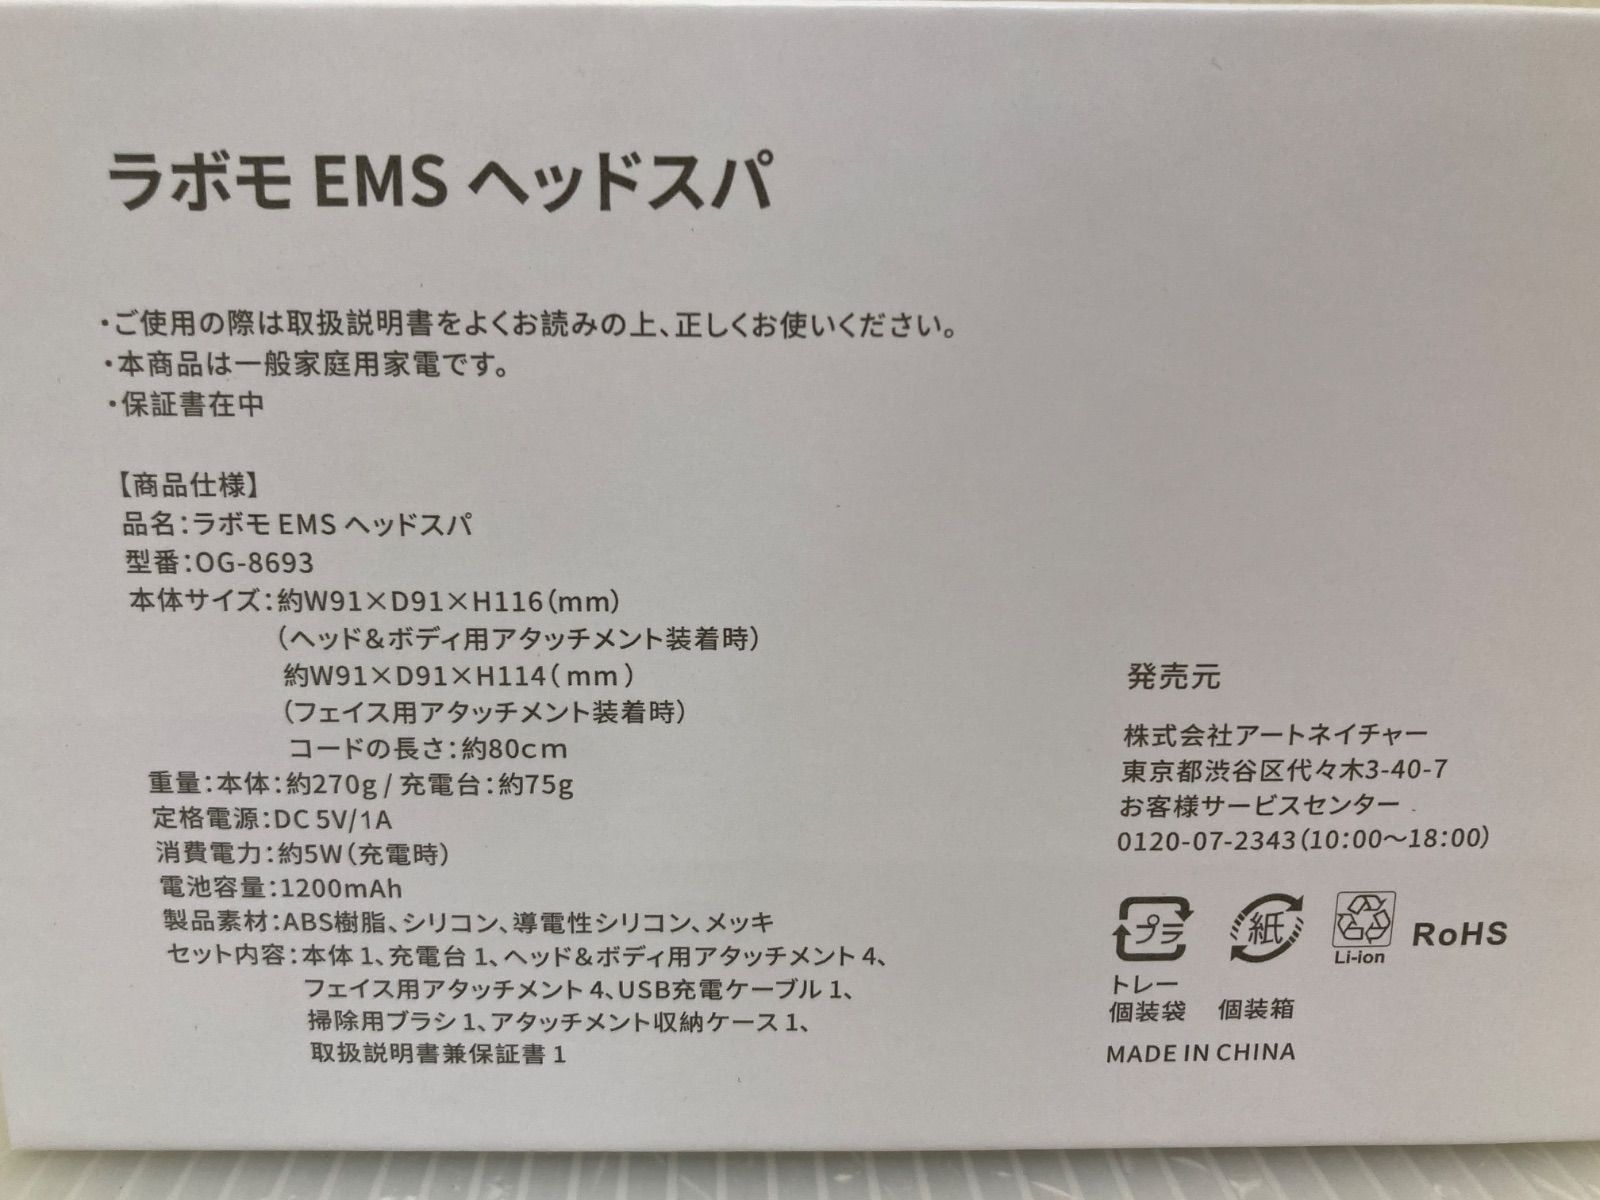 ラボモ EMS ヘッドスパ
・ご使用の際は取扱説明書をよくお読みの上、正しくお使いください。
・本商品は一般家庭用家電です。
・保証書在中
【商品仕様】
品名：ラボモ EMS ヘッドスパ
型番：OG-8693
本体サイズ：約W91×D91×H116（mm）
（ヘッド＆ボディ用アタッチメント装着時）
約W91×D91×H114（mm）
（フェイス用アタッチメント装着時）
コードの長さ：約80cm
重量：本体：約270g / 充電台：約75g
定格電源：DC 5V/1A
消費電力：約5W（充電時）
電池容量：1200mAh
製品素材：ABS樹脂、シリコン、導電性シリコン、メッキ
セット内容：本体 1、充電台 1、ヘッド＆ボディ用アタッチメント 4、
フェイス用アタッチメント 4、USB充電ケーブル 1、
掃除用ブラシ 1、アタッチメント収納ケース 1、
取扱説明書兼保証書 1
発売元
株式会社アートネイチャー
東京都渋谷区代々木3-40-7
お客様サービスセンター
0120-07-2343（10：00〜18：00）
プラ 紙 Li-ion RoHS
トレー
個装袋 個装箱
MADE IN CHINA